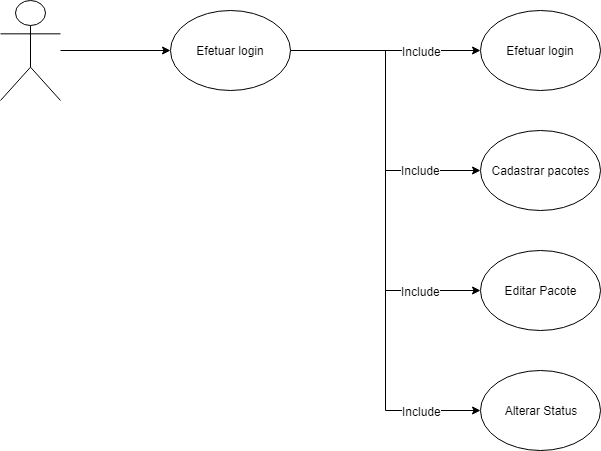 Efetuar login
Include
Efetuar login
Include
Cadastrar pacotes
Include
Editar Pacote
Include
Alterar Status